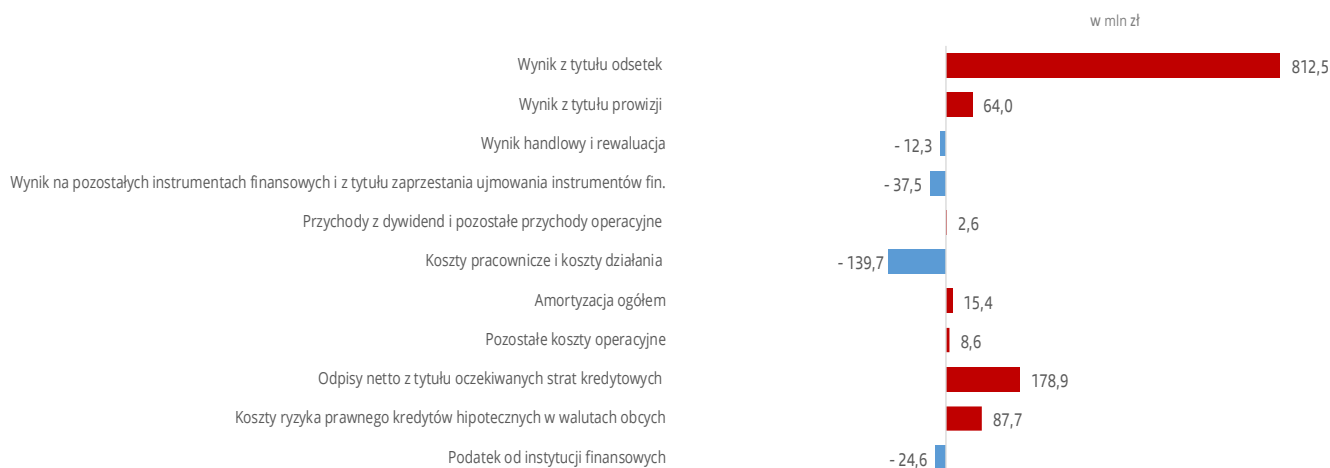 w mln zł
Wynik z tytułu odsetek 812,5
Wynik z tytułu prowizji 64,0
Wynik handlowy i rewaluacja - 12,3
Wynik na pozostałych instrumentach finansowych i z tytułu zaprzestania ujmowania instrumentów fin. - 37,5
Przychody z dywidend i pozostałe przychody operacyjne 2,6
Koszty pracownicze i koszty działania - 139,7
Amortyzacja ogółem 15,4
Pozostałe koszty operacyjne 8,6
Odpisy netto z tytułu oczekiwanych strat kredytowych 178,9
Koszty ryzyka prawnego kredytów hipotecznych w walutach obcych 87,7
Podatek od instytucji finansowych - 24,6